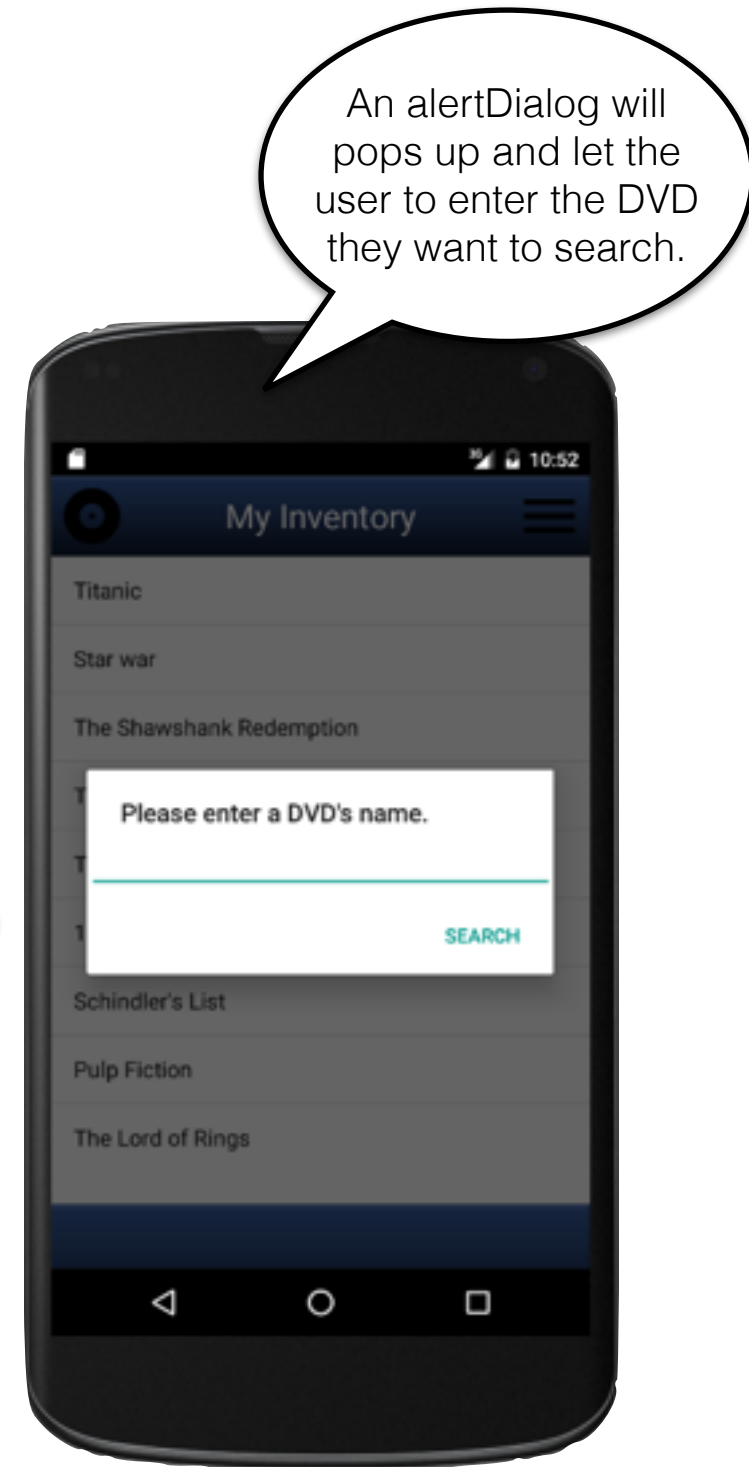 An alertDialog will
pops up and let the
user to enter the DVD
they want to search.
10:52
My Inventory
Titanic
Star war
The Shawshank Redemption
T
Please enter a DVD's name.
T
1
SEARCH
Schindler's List
Pulp Fiction
The Lord of Rings